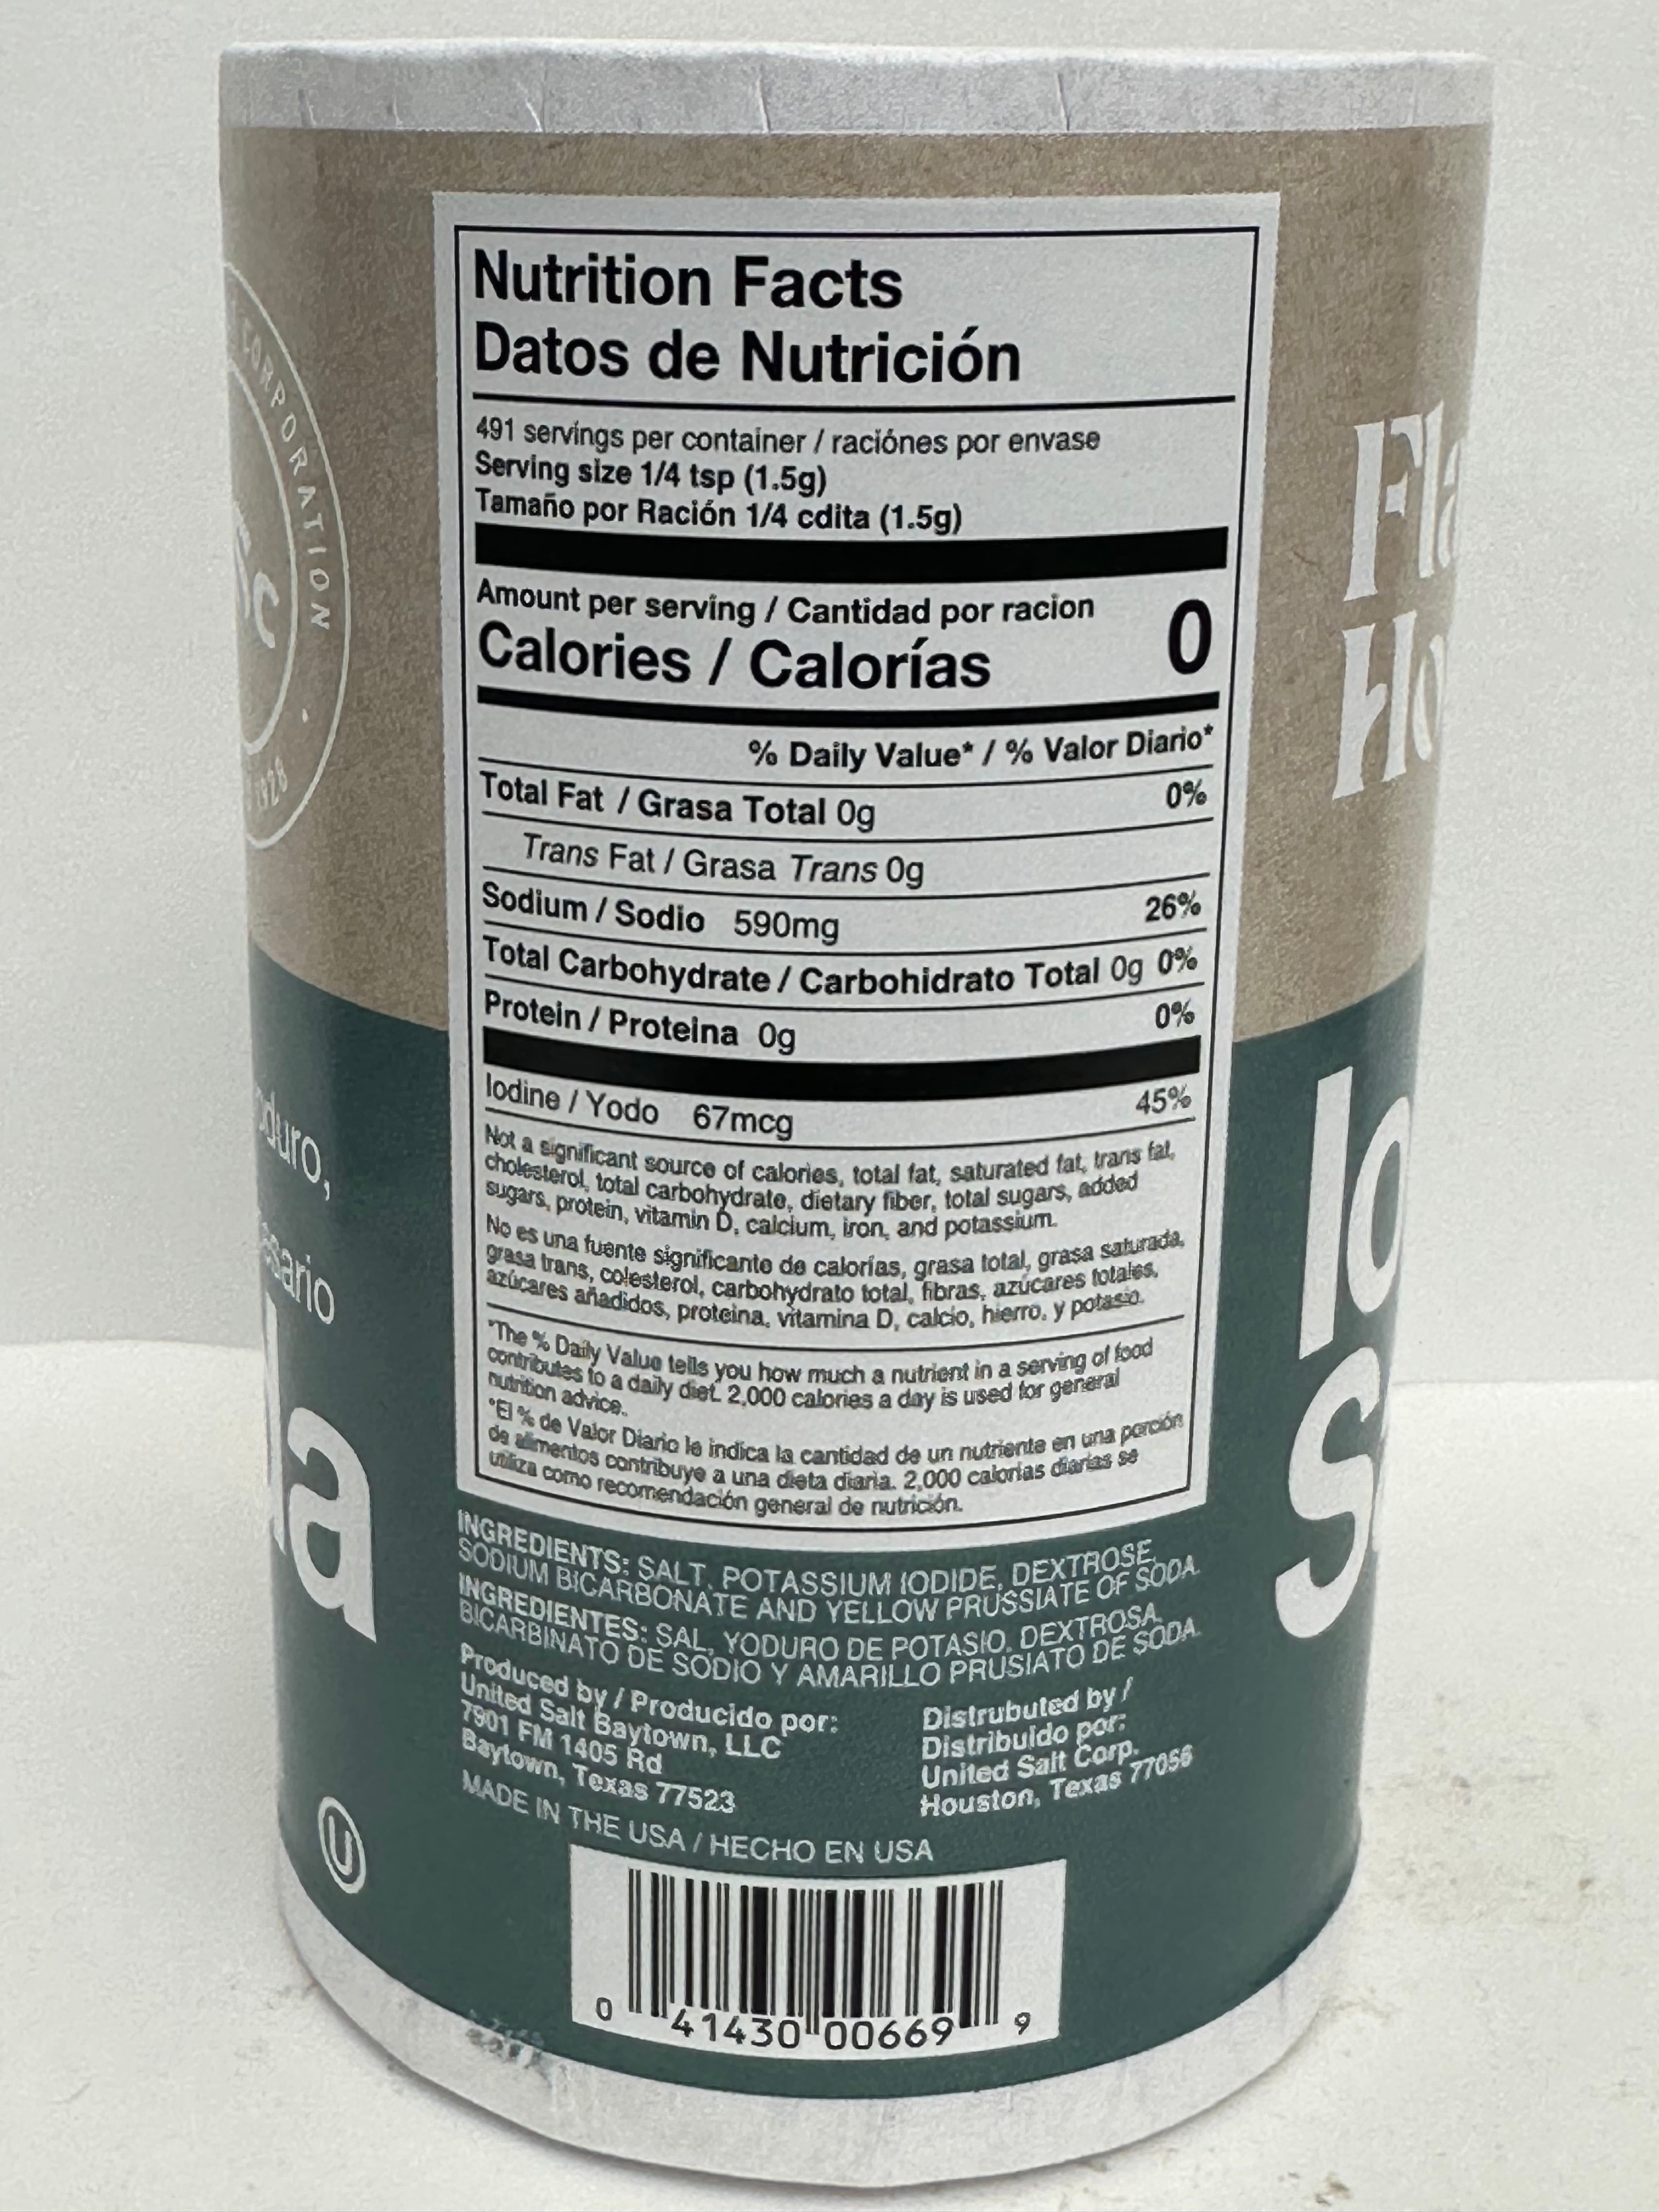 CORPORATION
Sc
1928
oduro,
esario
la
U
Nutrition Facts
Datos de Nutrición
491 servings per container / raciónes por envase
Serving size 1/4 tsp (1.5g)
Tamaño por Ración 1/4 cdita (1.5g)
Amount per serving / Cantidad por racion
Calories / Calorías 0
% Daily Value* / % Valor Diario*
Total Fat / Grasa Total 0g 0%
Trans Fat / Grasa Trans 0g
Sodium / Sodio 590mg 26%
Total Carbohydrate / Carbohidrato Total 0g 0%
Protein / Proteina 0g 0%
Iodine / Yodo 67mcg 45%
Not a significant source of calories, total fat, saturated fat, trans fat,
cholesterol, total carbohydrate, dietary fiber, total sugars, added
sugars, protein, vitamin D, calcium, iron, and potassium.
No es una fuente significante de calorías, grasa total, grasa saturada,
grasa trans, colesterol, carbohydrato total, fibras, azúcares totales,
azúcares añadidos, proteina, vitamina D, calcio, hierro, y potasio.
*The % Daily Value tells you how much a nutrient in a serving of food
contributes to a daily diet. 2,000 calories a day is used for general
nutrition advice.
*El % de Valor Diario le indica la cantidad de un nutriente en una porción
de alimentos contribuye a una dieta diaria. 2,000 calorías diarias se
utiliza como recomendación general de nutrición.
INGREDIENTS: SALT, POTASSIUM IODIDE, DEXTROSE,
SODIUM BICARBONATE AND YELLOW PRUSSIATE OF SODA.
INGREDIENTES: SAL, YODURO DE POTASIO, DEXTROSA,
BICARBINATO DE SODIO Y AMARILLO PRUSIATO DE SODA.
Produced by / Producido por:
United Salt Baytown, LLC
7901 FM 1405 Rd
Baytown, Texas 77523
Distrubuted by /
Distribuido por:
United Salt Corp.
Houston, Texas 77056
MADE IN THE USA / HECHO EN USA
0 41430 00669 9
Fla
Ho
Io
S